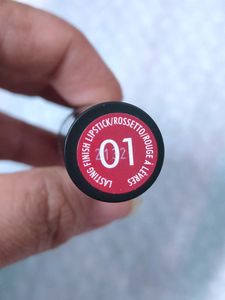 LASTING FINISH LIPSTICK/ROSSETTO/ROUGE A LEVRES
01